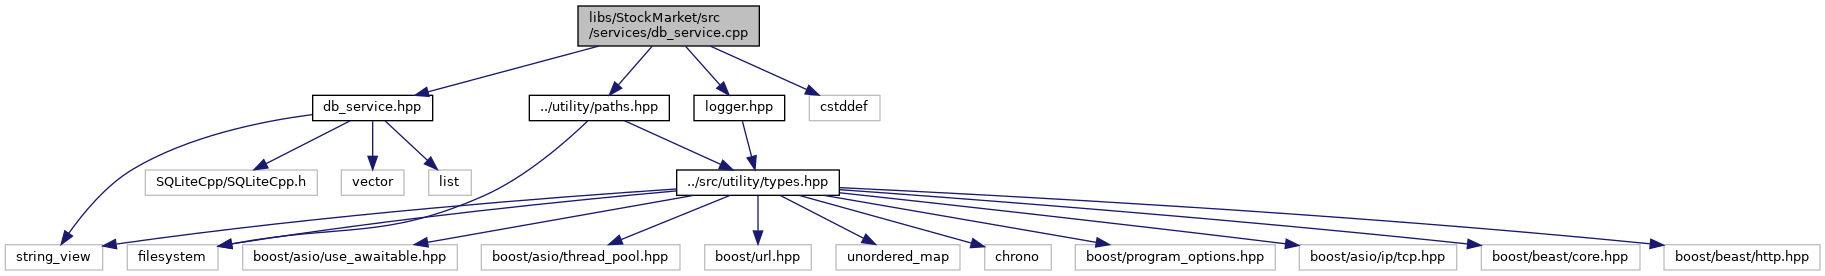 libs/StockMarket/src
/services/db_service.cpp
db_service.hpp
../utility/paths.hpp
logger.hpp
cstddef
SQLiteCpp/SQLiteCpp.h
vector
list
../src/utility/types.hpp
string_view
filesystem
boost/asio/use_awaitable.hpp
boost/asio/thread_pool.hpp
boost/url.hpp
unordered_map
chrono
boost/program_options.hpp
boost/asio/ip/tcp.hpp
boost/beast/core.hpp
boost/beast/http.hpp